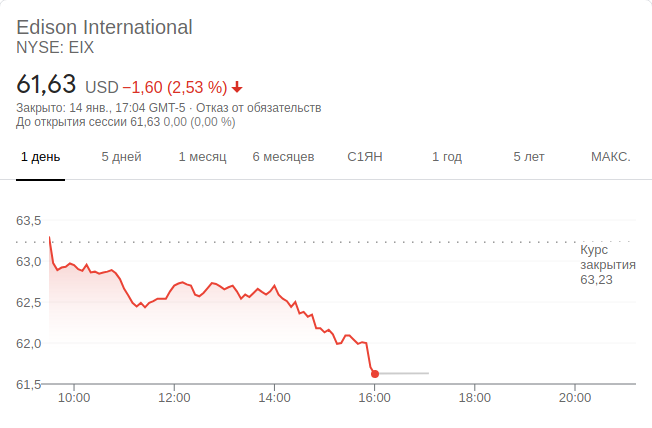 Edison International
NYSE: EIX
61,63 USD −1,60 (2,53 %)
Закрыто: 14 янв., 17:04 GMT-5 · Отказ от обязательств
До открытия сессии 61,63 0,00 (0,00 %)
1 день 5 дней 1 месяц 6 месяцев С1ЯН 1 год 5 лет МАКС.
63,5
Курс
закрытия
63,23
63,0
62,5
62,0
61,5
10:00 12:00 14:00 16:00 18:00 20:00